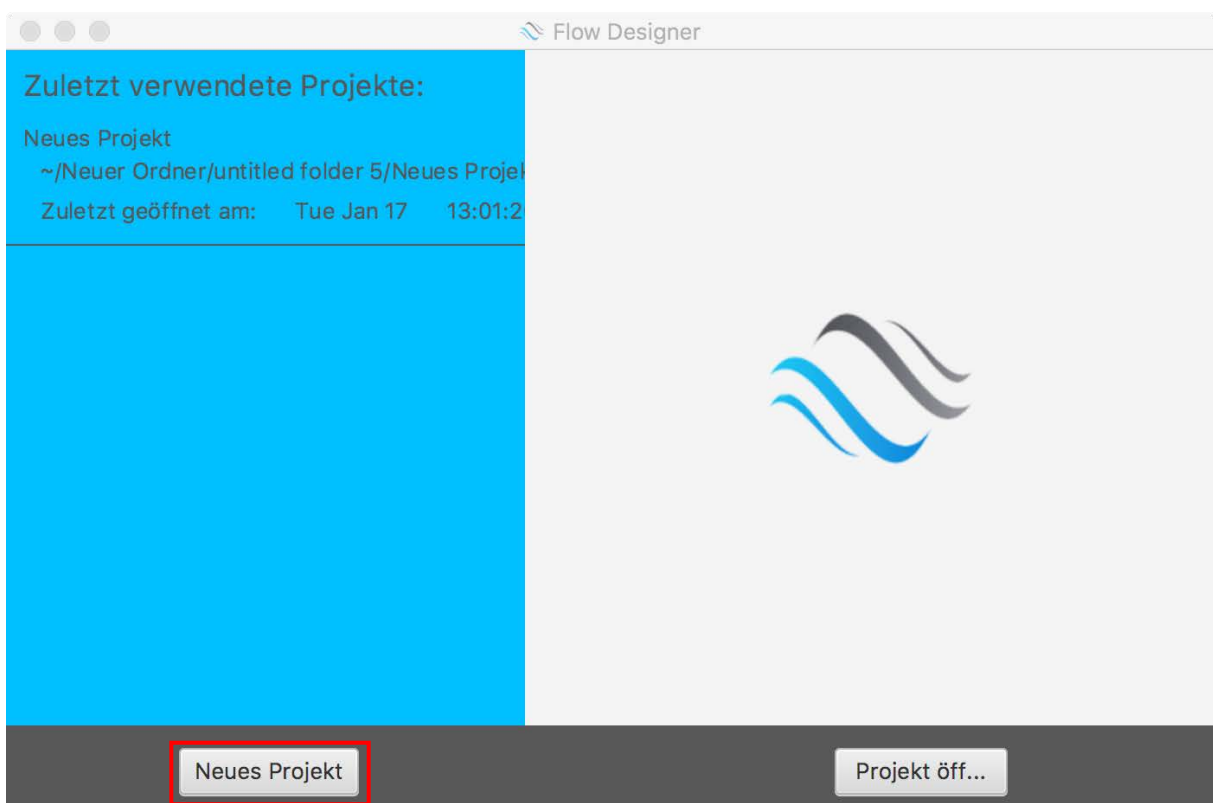 Flow Designer
Zuletzt verwendete Projekte:
Neues Projekt
~/Neuer Ordner/untitled folder 5/Neues Proje
Zuletzt geöffnet am: Tue Jan 17 13:01:2
Neues Projekt
Projekt öff...